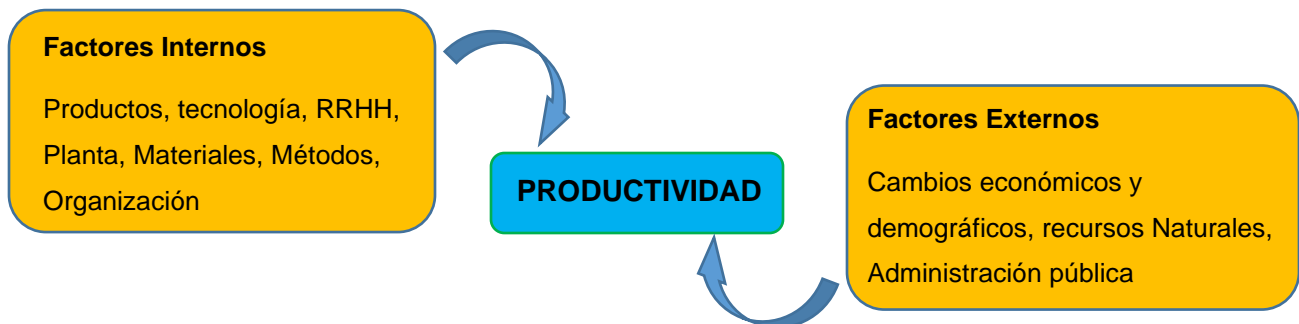 Factores Internos
Productos, tecnología, RRHH,
Planta, Materiales, Métodos,
Organización
PRODUCTIVIDAD
Factores Externos
Cambios económicos y
demográficos, recursos Naturales,
Administración pública